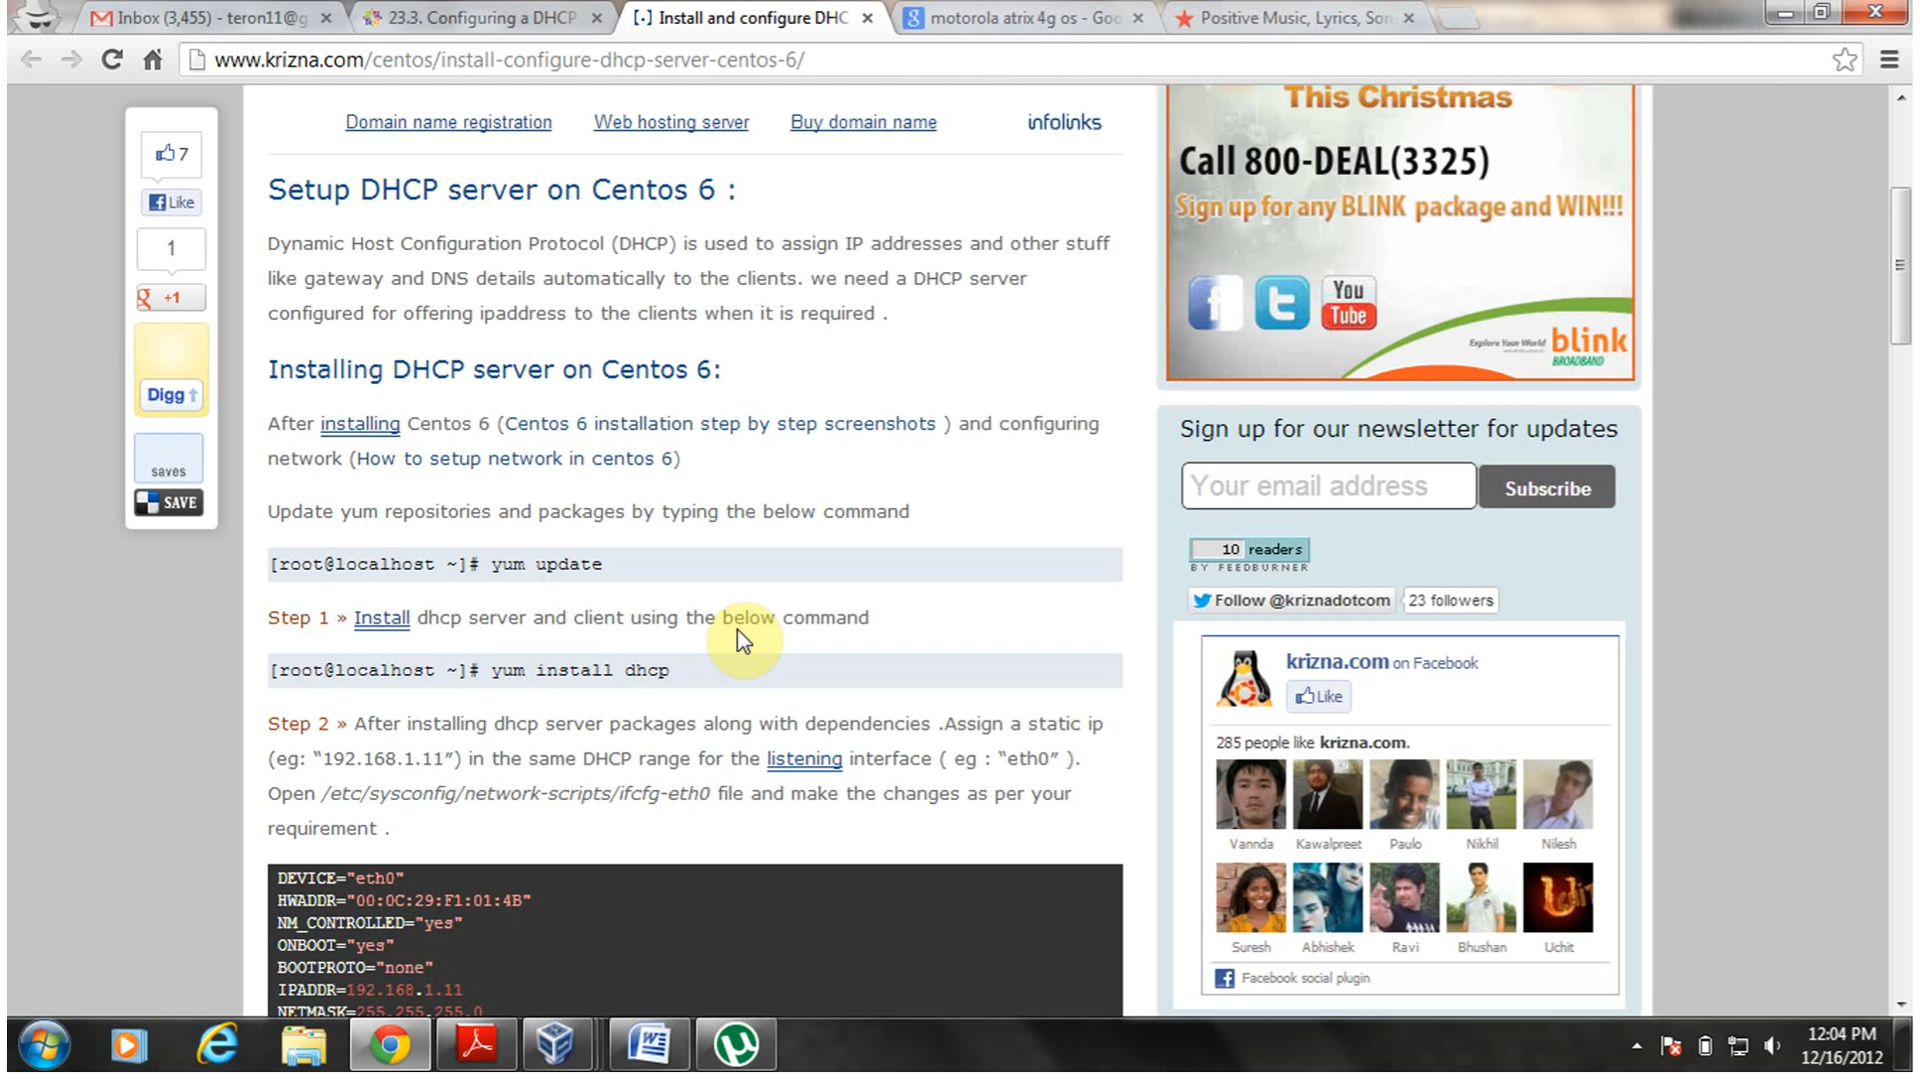 Inbox (3,455) - teron11@g
23.3. Configuring a DHCP
Install and configure DHC
motorola atrix 4g os - Goo
Positive Music, Lyrics, Son
www.krizna.com/centos/install-configure-dhcp-server-centos-6/
Domain name registration
Web hosting server
Buy domain name
infolinks
7
Like
1
+1
Digg
saves
SAVE
Setup DHCP server on Centos 6 :
Dynamic Host Configuration Protocol (DHCP) is used to assign IP addresses and other stuff
like gateway and DNS details automatically to the clients. we need a DHCP server
configured for offering ipaddress to the clients when it is required .
Installing DHCP server on Centos 6:
After installing Centos 6 (Centos 6 installation step by step screenshots ) and configuring
network (How to setup network in centos 6)
Update yum repositories and packages by typing the below command
[root@localhost ~]# yum update
Step 1 » Install dhcp server and client using the below command
[root@localhost ~]# yum install dhcp
Step 2 » After installing dhcp server packages along with dependencies .Assign a static ip
(eg: “192.168.1.11”) in the same DHCP range for the listening interface ( eg : “eth0” ).
Open /etc/sysconfig/network-scripts/ifcfg-eth0 file and make the changes as per your
requirement .
DEVICE="eth0"
HWADDR="00:0C:29:F1:01:4B"
NM_CONTROLLED="yes"
ONBOOT="yes"
BOOTPROTO="none"
IPADDR=192.168.1.11
NETMASK=255.255.255.0
This Christmas
Call 800-DEAL(3325)
Sign up for any BLINK package and WIN!!!
You
Tube
Explore Your World
blink
BROADBAND
Sign up for our newsletter for updates
Your email address
Subscribe
10 readers
BY FEEDBURNER
Follow @kriznadotcom
23 followers
krizna.com on Facebook
Like
285 people like krizna.com.
Vannda
Kawalpreet
Paulo
Nikhil
Nilesh
Suresh
Abhishek
Ravi
Bhushan
Uchit
Facebook social plugin
12:04 PM
12/16/2012